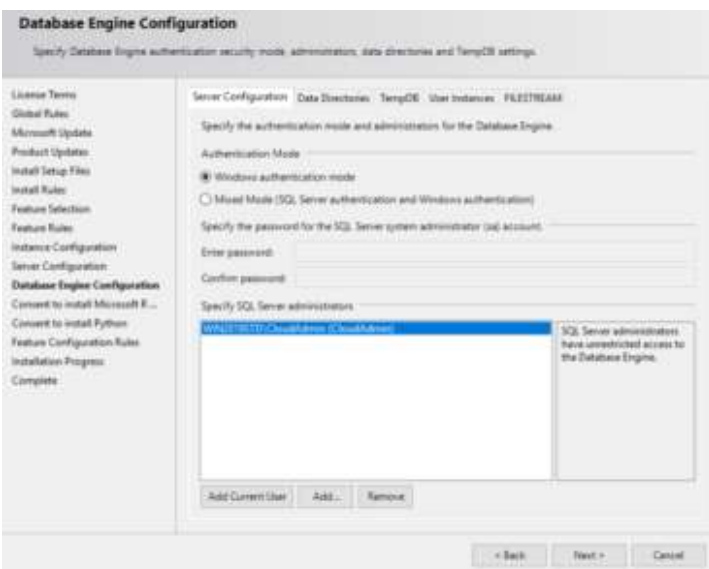 Database Engine Configuration
Specify Database Engine authentication security mode, administrators, data directories and TempDB settings.
License Terms
Global Rules
Microsoft Update
Product Updates
Install Setup Files
Install Rules
Feature Selection
Feature Rules
Instance Configuration
Server Configuration
Database Engine Configuration
Consent to install Microsoft R ...
Consent to install Python
Feature Configuration Rules
Installation Progress
Complete
Server Configuration Data Directories TempDB User Instances FILESTREAM
Specify the authentication mode and administrators for the Database Engine.
Authentication Mode
Windows authentication mode
Mixed Mode (SQL Server authentication and Windows authentication)
Specify the password for the SQL Server system administrator (sa) account.
Enter password:
Confirm password:
Specify SQL Server administrators
(CloudAdmin)
SQL Server administrators
have unrestricted access to
the Database Engine.
Add Current User Add... Remove
< Back Next > Cancel